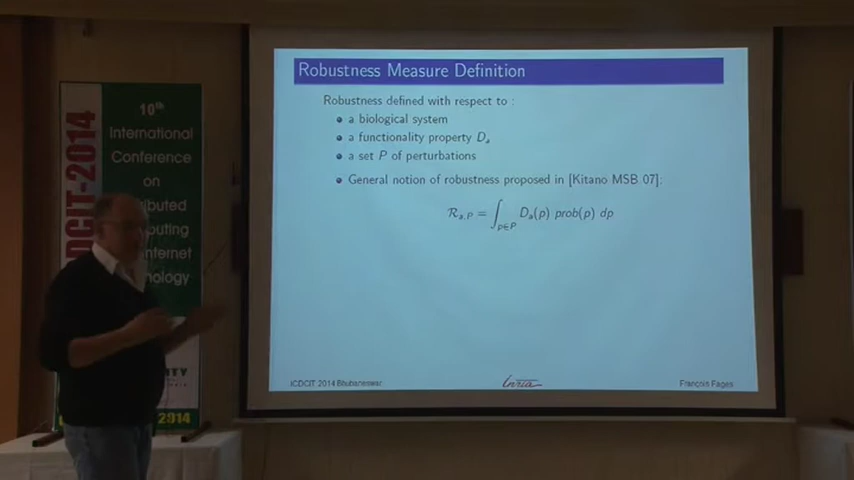 Robustness Measure Definition
Robustness defined with respect to :
a biological system
a functionality property Da
a set P of perturbations
General notion of robustness proposed in [Kitano MSB 07]:
Ra,P = ∫p∈P Da(p) prob(p) dp
ICDCIT 2014 Bhubaneswar
Inria
François Fages
DCIT-2014
10th
International
Conference
on
2014